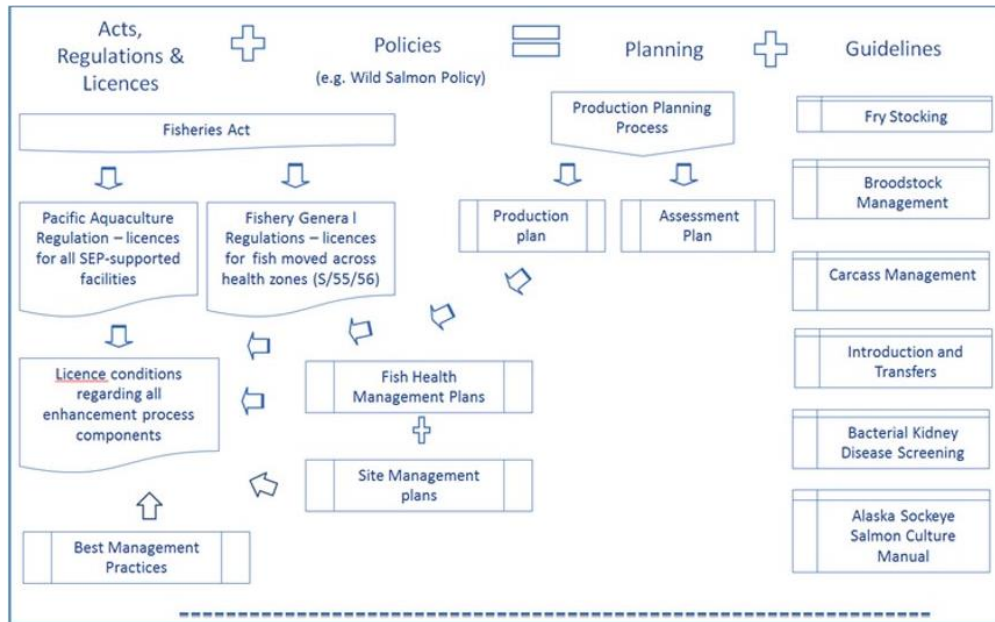 Acts,
Regulations &
Licences
Policies
(e.g. Wild Salmon Policy)
Planning
Guidelines
Fisheries Act
Production Planning
Process
Fry Stocking
Broodstock
Management
Pacific Aquaculture
Regulation – licences
for all SEP-supported
facilities
Fishery Genera l
Regulations – licences
for fish moved across
health zones (S/55/56)
Production
plan
Assessment
Plan
Carcass Management
Licence conditions
regarding all
enhancement process
components
Fish Health
Management Plans
Introduction and
Transfers
Site Management
plans
Bacterial Kidney
Disease Screening
Best Management
Practices
Alaska Sockeye
Salmon Culture
Manual